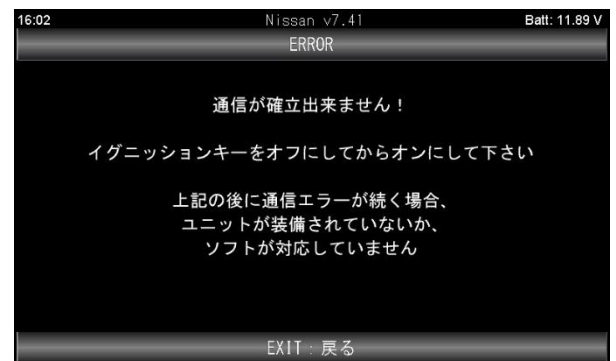 16:02 Nissan v7.41 Batt: 11.89 V
ERROR
通信が確立出来ません！
イグニッションキーをオフにしてからオンにして下さい
上記の後に通信エラーが続く場合、
ユニットが装備されていないか、
ソフトが対応していません
EXIT：戻る